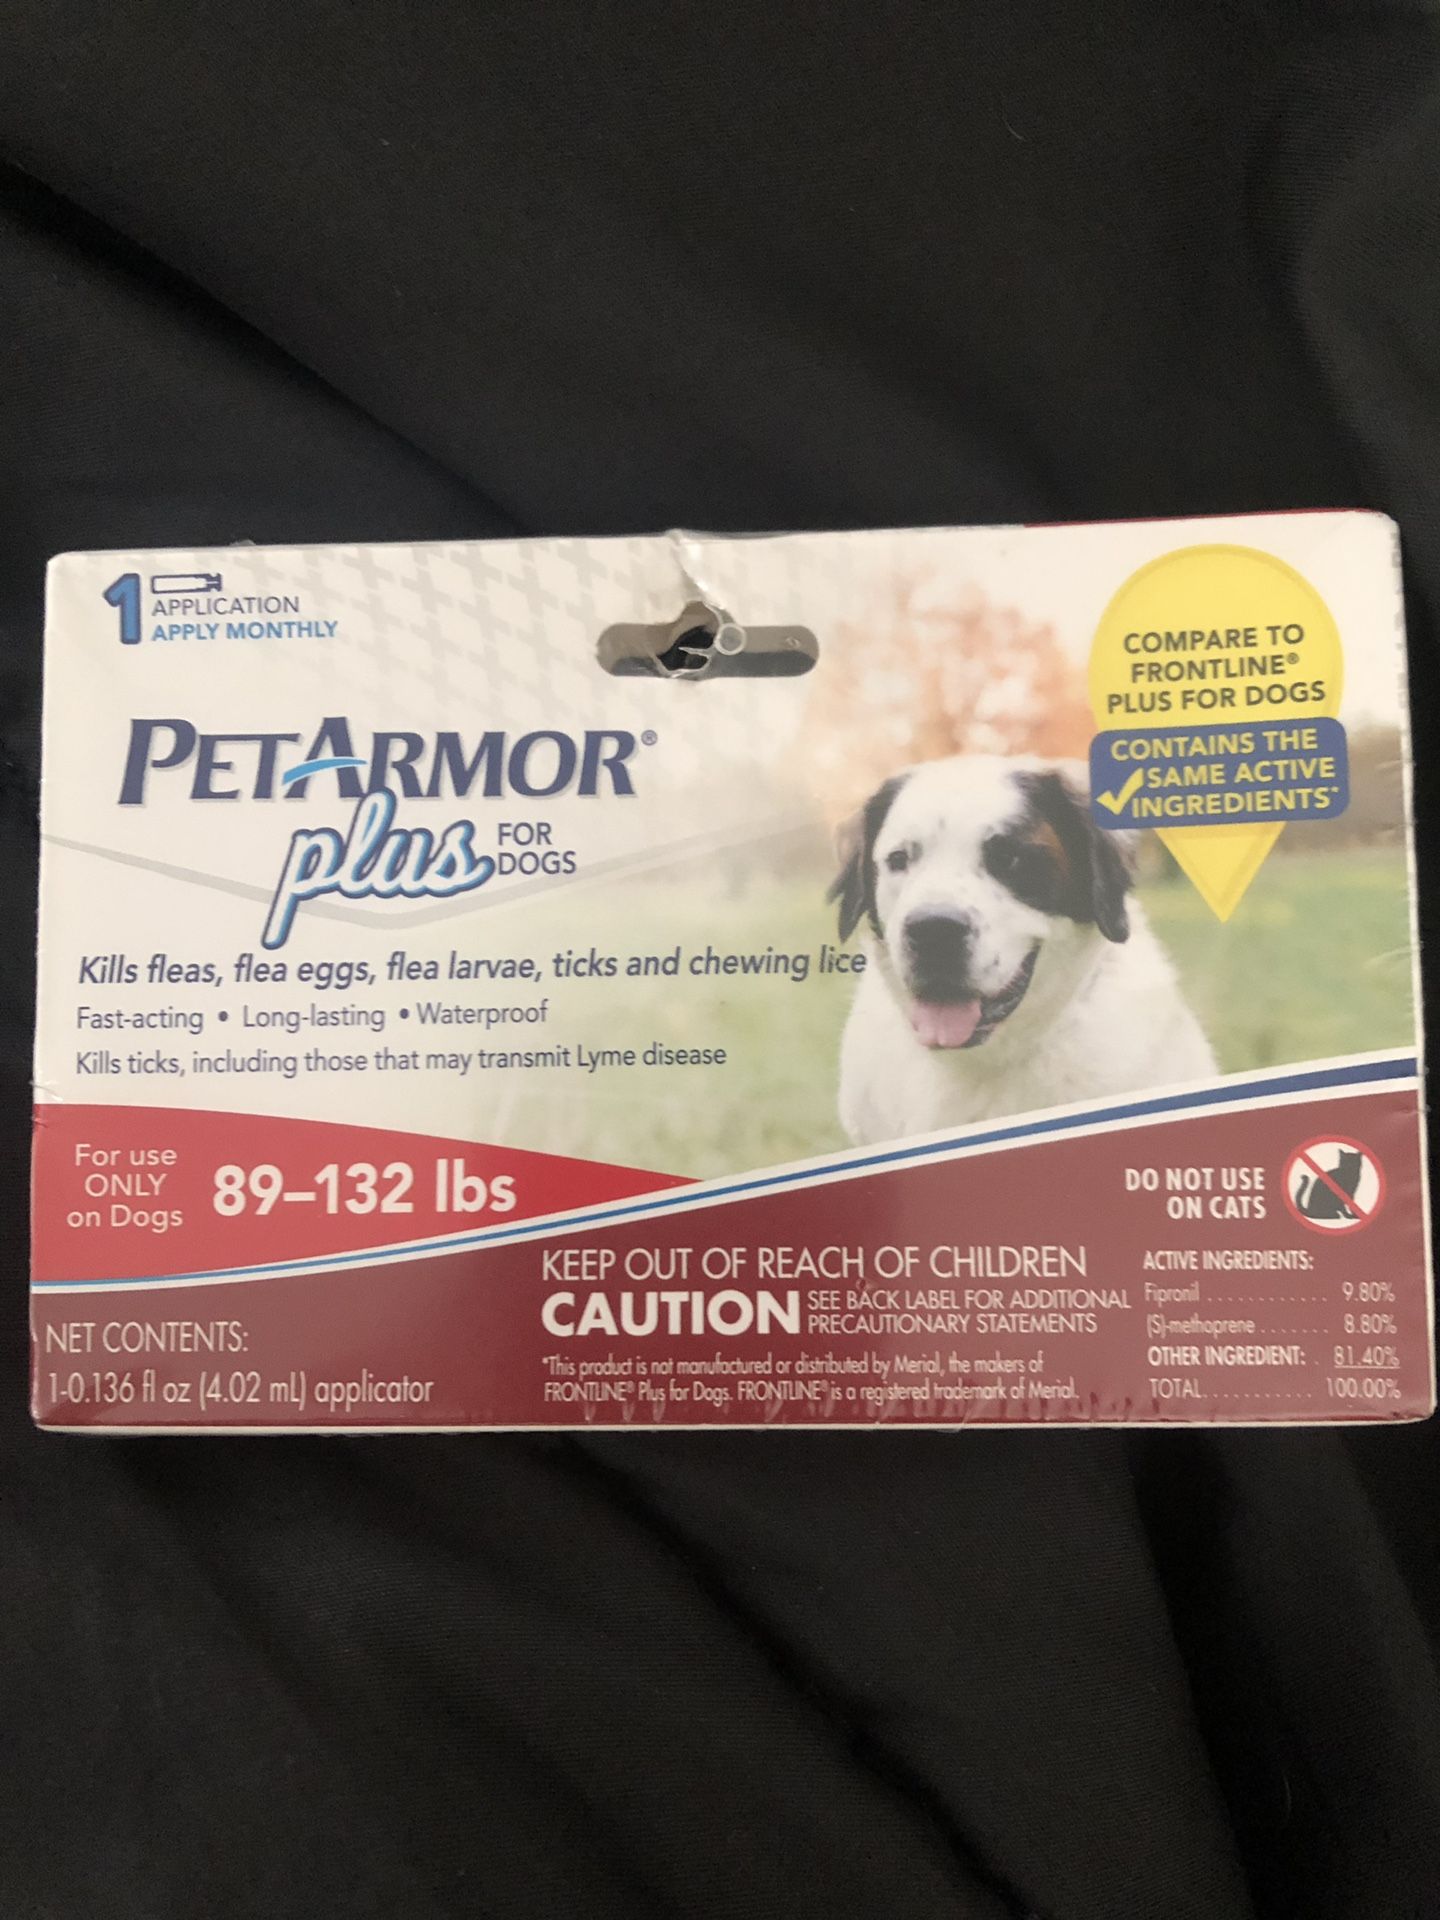 1 APPLICATION
APPLY MONTHLY
COMPARE TO
FRONTLINE®
PLUS FOR DOGS
CONTAINS THE
SAME ACTIVE
INGREDIENTS*
PETARMOR®
plus FOR
DOGS
Kills fleas, flea eggs, flea larvae, ticks and chewing lice
Fast-acting • Long-lasting • Waterproof
Kills ticks, including those that may transmit Lyme disease
For use
ONLY
on Dogs
89–132 lbs
DO NOT USE
ON CATS
NET CONTENTS:
1-0.136 fl oz (4.02 mL) applicator
KEEP OUT OF REACH OF CHILDREN
CAUTION SEE BACK LABEL FOR ADDITIONAL
PRECAUTIONARY STATEMENTS
*This product is not manufactured or distributed by Merial, the makers of
FRONTLINE® Plus for Dogs. FRONTLINE® is a registered trademark of Merial.
ACTIVE INGREDIENTS:
Fipronil ............ 9.80%
(S)-methoprene ....... 8.80%
OTHER INGREDIENT: . 81.40%
TOTAL........... 100.00%